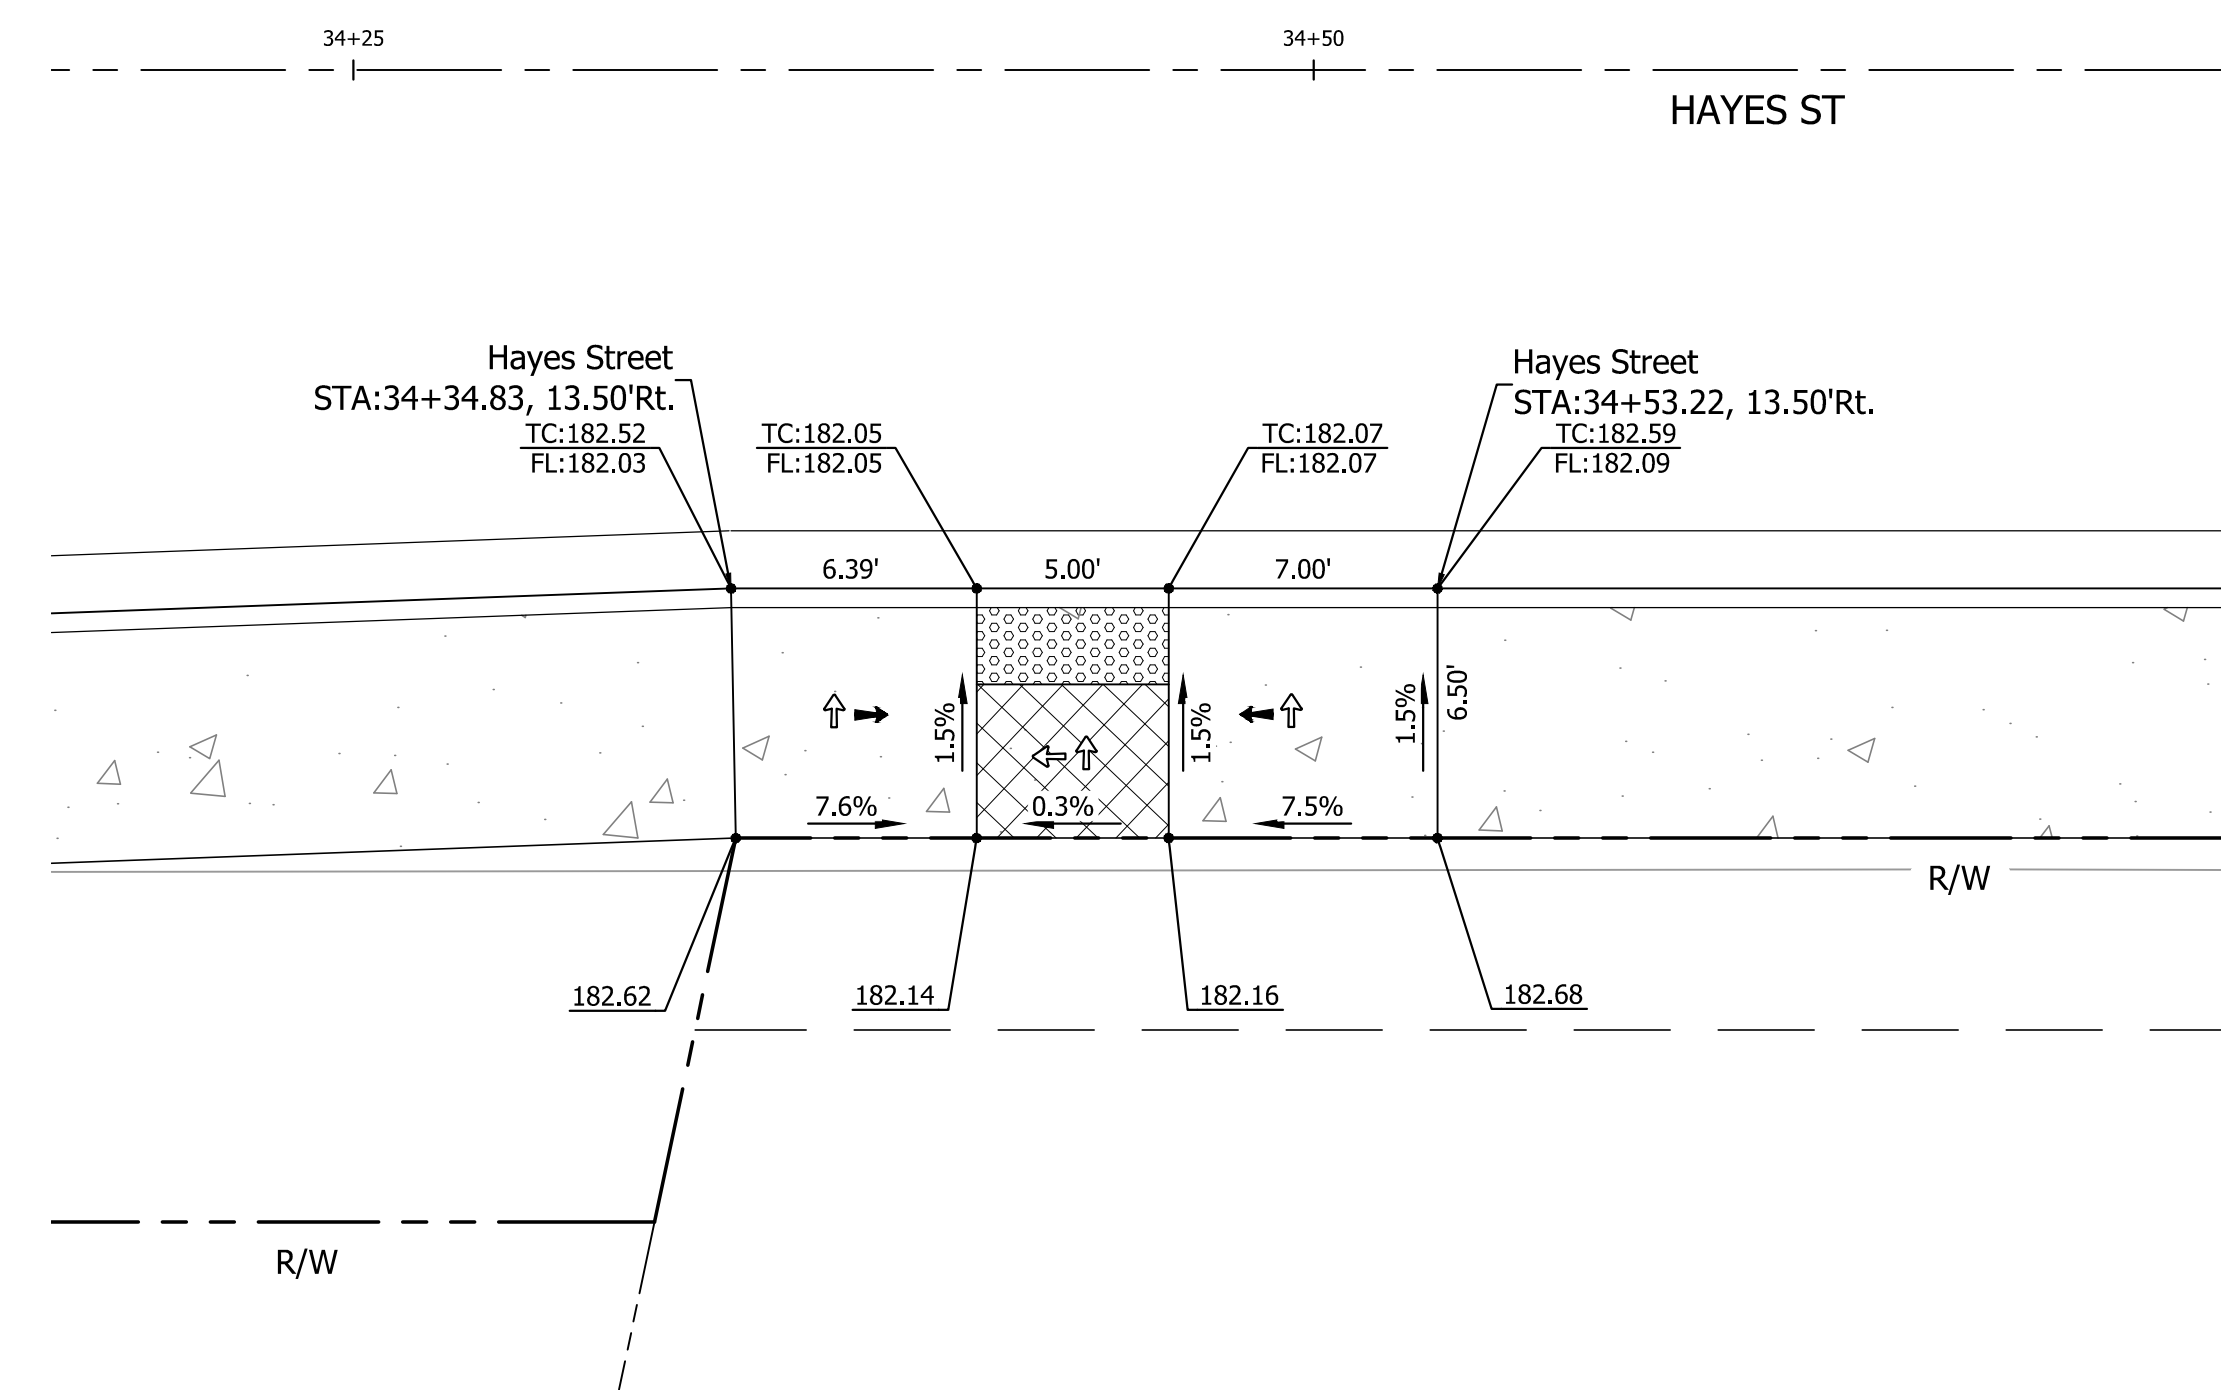 34+25
34+50
HAYES ST
Hayes Street
STA:34+34.83, 13.50'Rt.
Hayes Street
STA:34+53.22, 13.50'Rt.
TC:182.52
FL:182.03
TC:182.05
FL:182.05
TC:182.07
FL:182.07
TC:182.59
FL:182.09
6.39'
5.00'
7.00'
1.5%
1.5%
1.5%
6.50'
7.6%
0.3%
7.5%
R/W
182.62
182.14
182.16
182.68
R/W